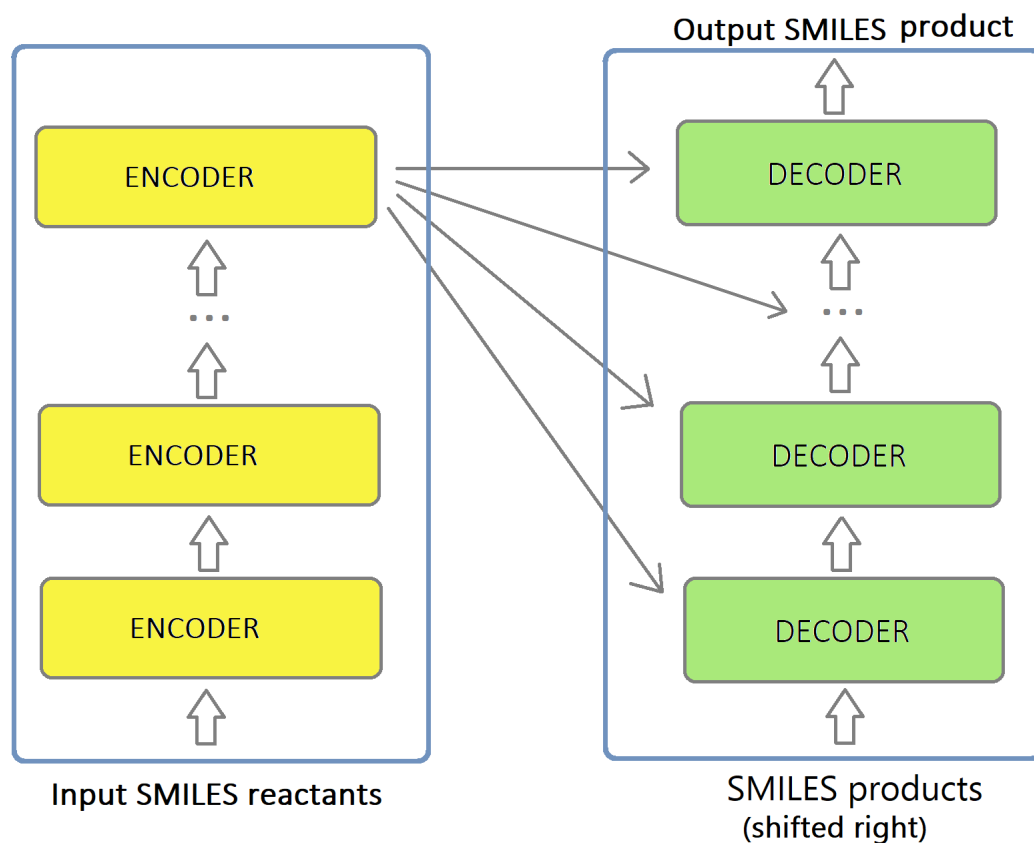 Output SMILES product
ENCODER
DECODER
...
...
ENCODER
DECODER
ENCODER
DECODER
Input SMILES reactants
SMILES products
(shifted right)